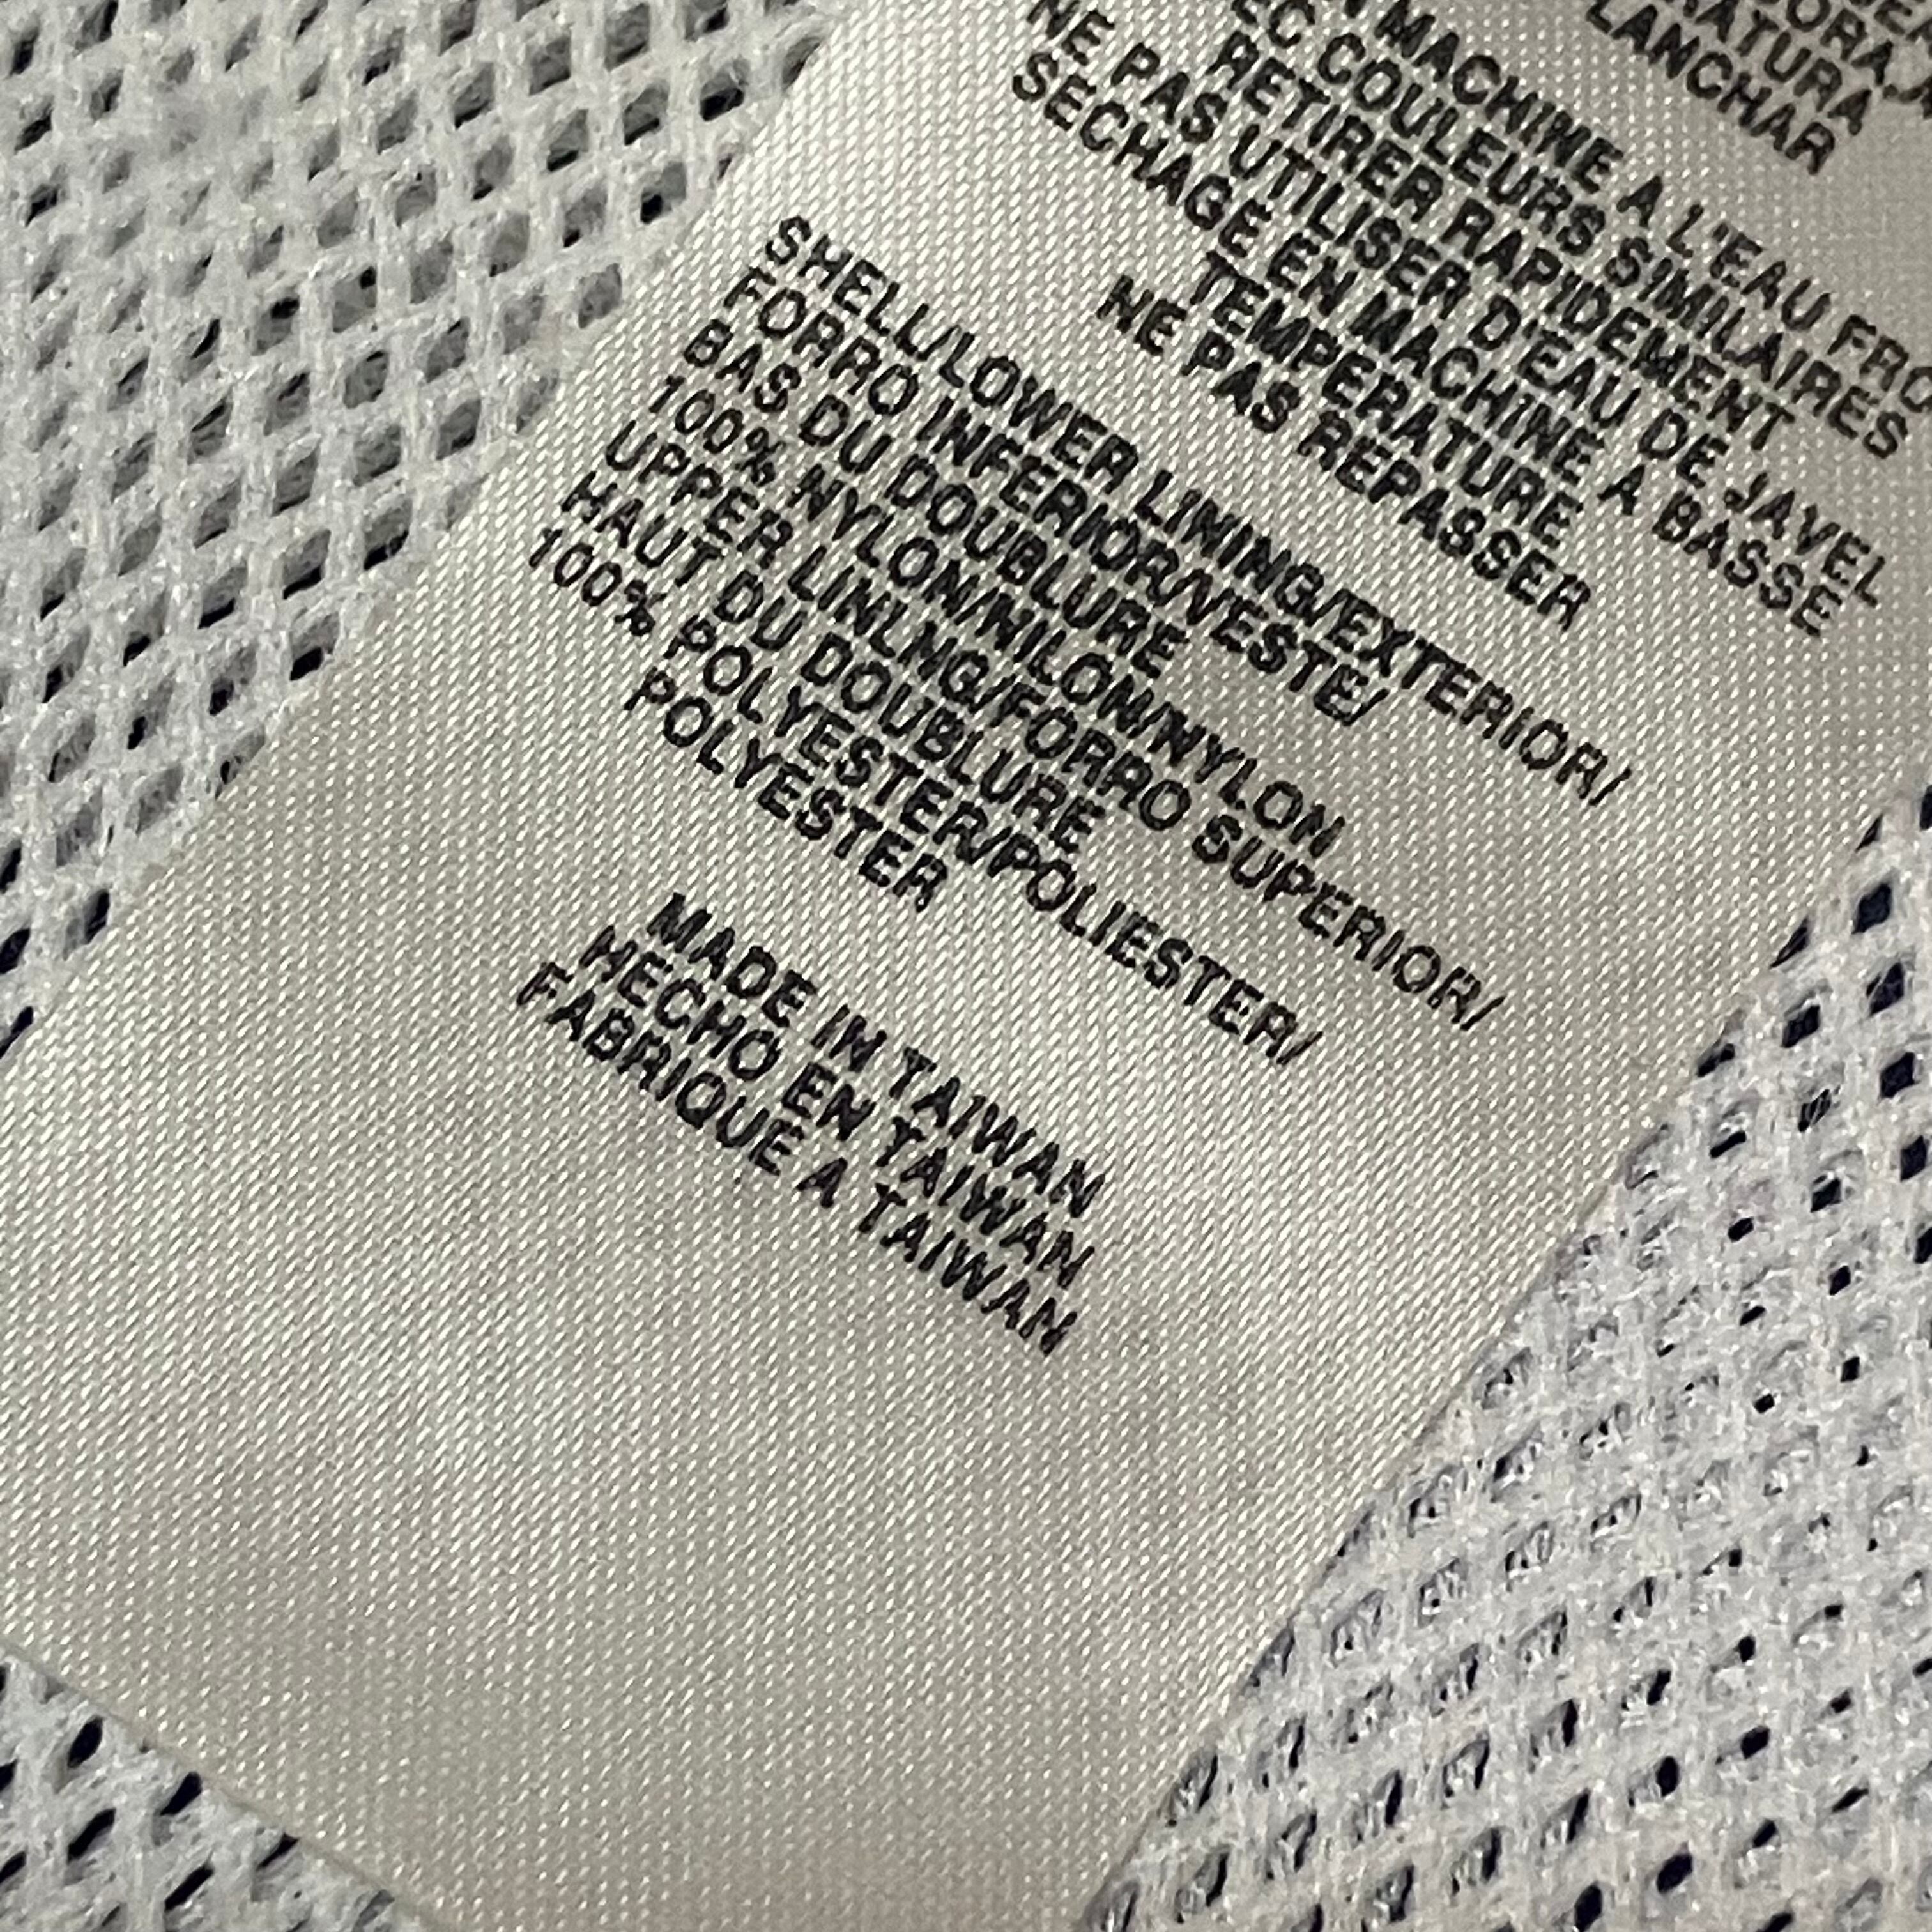 LANCHAR
MACHINE A L'EAU FRO
COULEURS SIMILAIRES
RETIRER RAPIDEMENT
NE PAS UTILISER D'EAU DE JAVEL
SECHAGE EN MACHINE A BASSE
TEMPERATURE
NE PAS REPASSER
SHELL/LOWER LINING/EXTERIOR/
FORRO INFERIOR/VESTE/
BAS DU DOUBLURE
100% NYLON/NILON/NYLON
UPPER LINLNG/FORRO SUPERIOR/
HAUT DU DOUBLURE
100% POLYESTER/POLIESTER/
POLYESTER
MADE IN TAIWAN
HECHO EN TAIWAN
FABRIQUE A TAIWAN